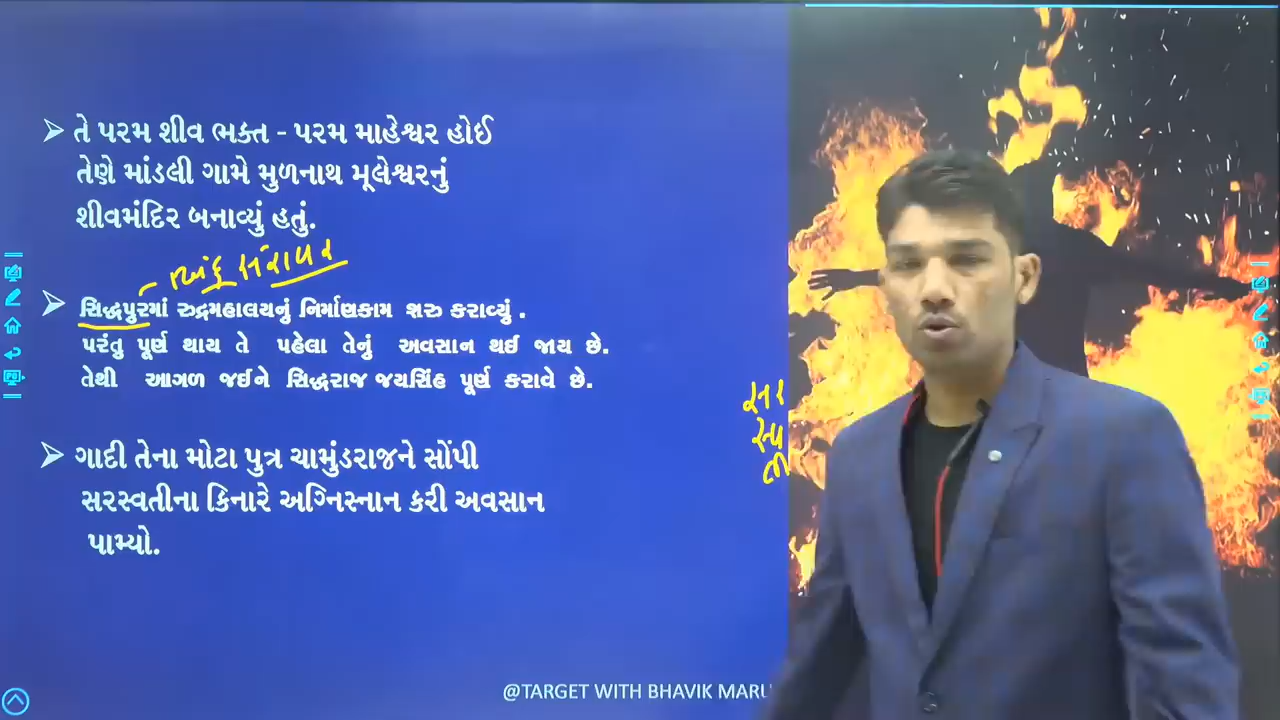 ➤ તે પરમ શીવ ભક્ત - પરમ માહેશ્વર હોઈ
તેણે માંડલી ગામે મુળનાથ મૂલેશ્વરનું
શીવમંદિર બનાવ્યું હતું.
➤ સિદ્ધપુરમાં રુદ્રમહાલયનું નિર્માણકામ શરુ કરાવ્યું .
પરંતુ પૂર્ણ થાય તે પહેલા તેનું અવસાન થઈ જાય છે.
તેથી આગળ જઈને સિદ્ધરાજ જયસિંહ પૂર્ણ કરાવે છે.
➤ ગાદી તેના મોટા પુત્ર ચામુંડરાજને સોંપી
સરસ્વતીના કિનારે અગ્નિસ્નાન કરી અવસાન
પામ્યો.
@TARGET WITH BHAVIK MARU